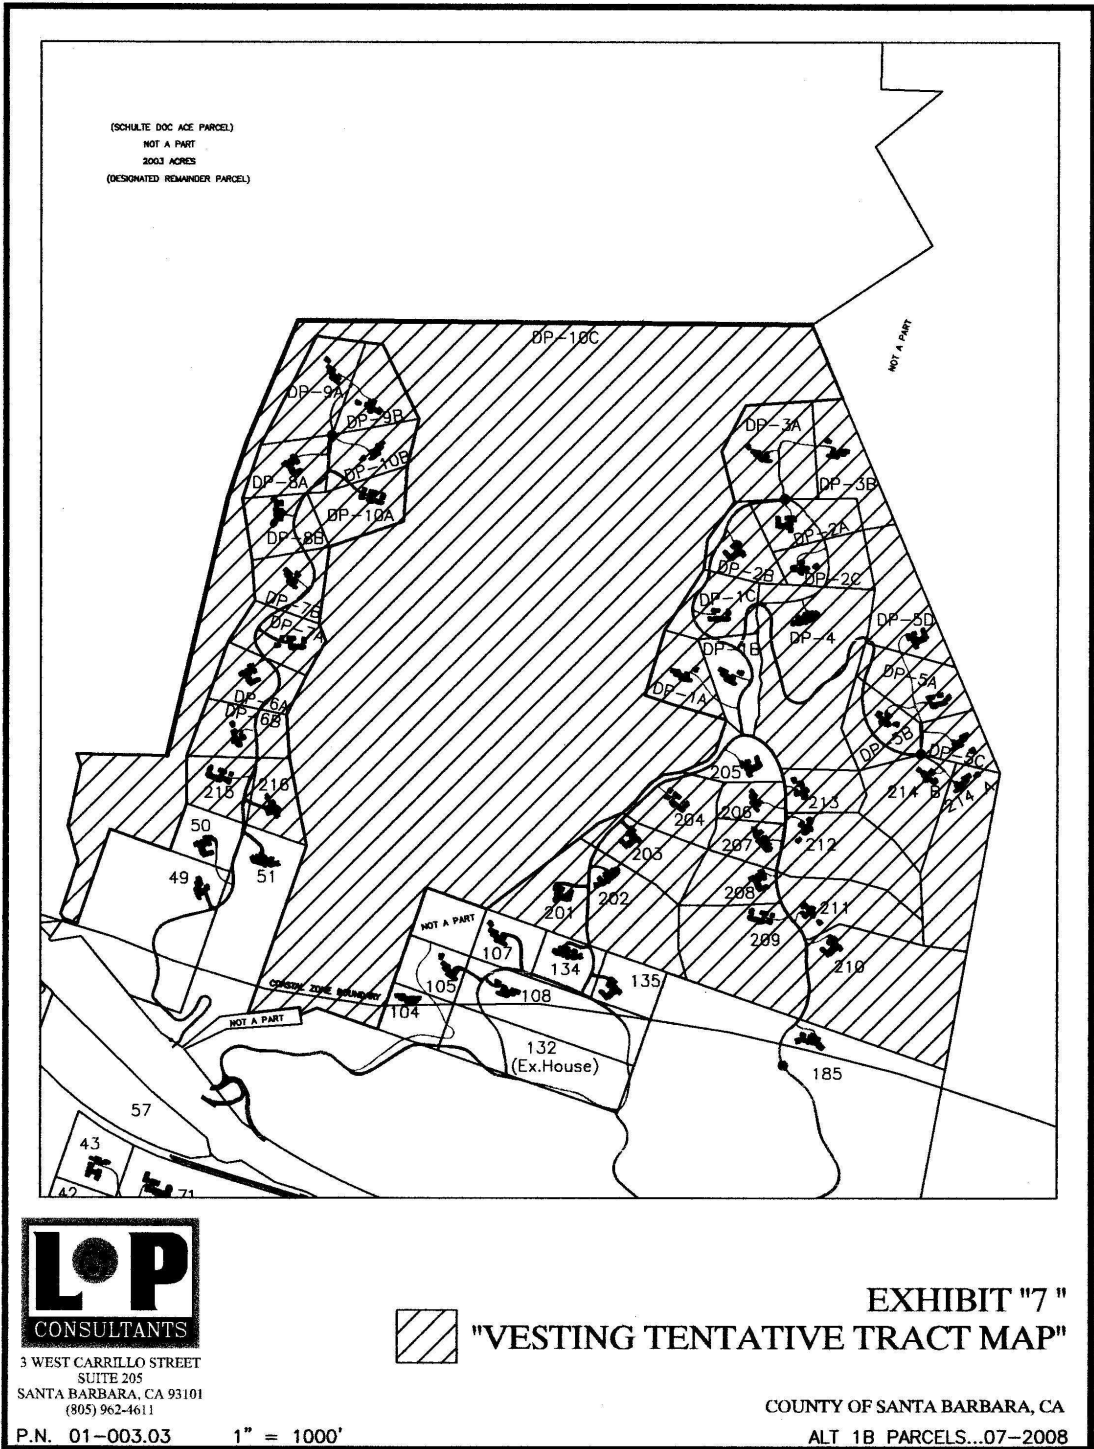 (SCHULTE DOC ACE PARCEL)
NOT A PART
2003 ACRES
(DESIGNATED REMAINDER PARCEL)
NOT A PART
DP-10C
DP-9A
DP-9B
DP-3A
DP-10B
DP-8A
DP-3B
DP-10A
DP-2A
DP-8B
DP-2B
DP-2C
DP-7B
DP-1C
DP-7A
DP-4
DP-5D
DP-1B
DP-1A
DP-5A
DP-6A
DP-6B
DP-5B
DP-5C
205
215
216
204
206
213
214 B
214 A
50
203
207
212
51
49
202
208
201
211
NOT A PART
107
209
210
134
135
105
108
COASTAL ZONE BOUNDARY
104
NOT A PART
132
(Ex.House)
185
57
43
42
71
L P
CONSULTANTS
3 WEST CARRILLO STREET
SUITE 205
SANTA BARBARA, CA 93101
(805) 962-4611
P.N. 01-003.03
1" = 1000'
EXHIBIT "7 "
"VESTING TENTATIVE TRACT MAP"
COUNTY OF SANTA BARBARA, CA
ALT 1B PARCELS...07-2008